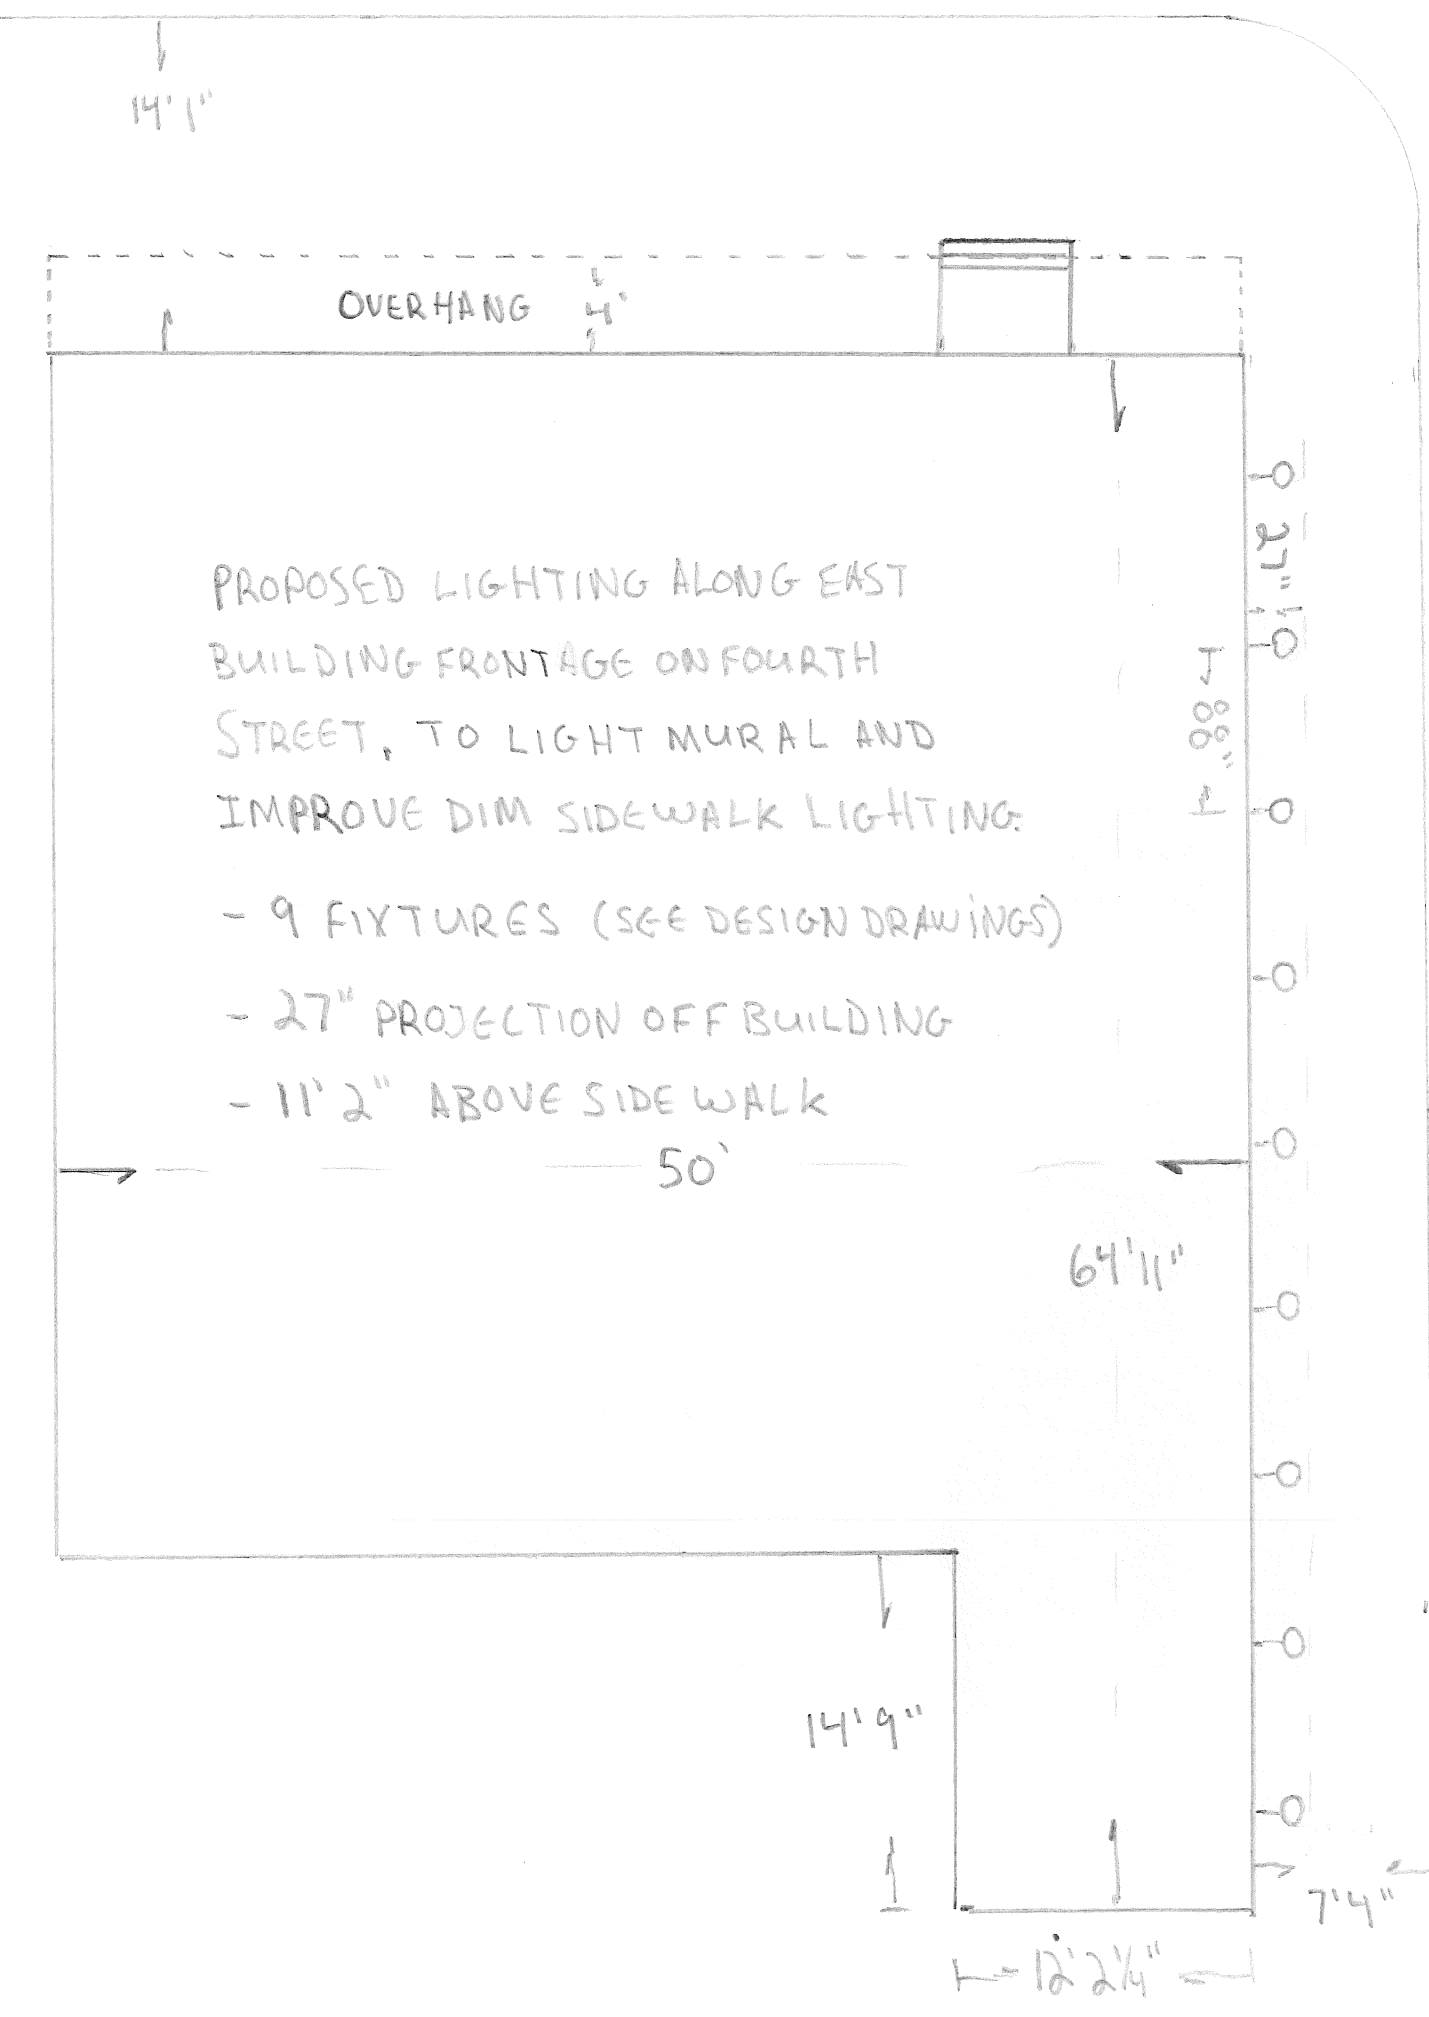 14'1"
OVERHANG 4'
27"
88"
PROPOSED LIGHTING ALONG EAST
BUILDING FRONTAGE ON FOURTH
STREET, TO LIGHT MURAL AND
IMPROVE DIM SIDEWALK LIGHTING.
- 9 FIXTURES (SEE DESIGN DRAWINGS)
- 27" PROJECTION OFF BUILDING
- 11'2" ABOVE SIDEWALK
50'
64'11"
14'9"
7'4"
12'2¼"